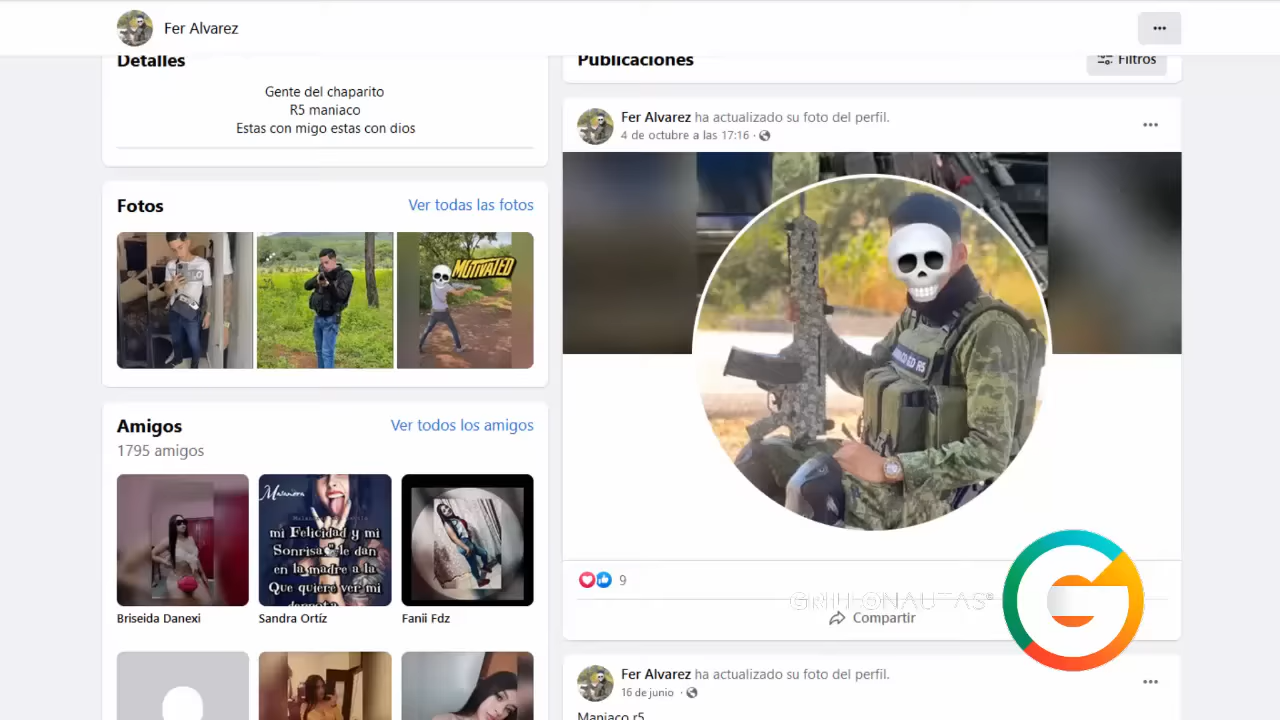 Fer Alvarez
Detalles
Gente del chaparito
R5 maniaco
Estas con migo estas con dios
Fotos
Ver todas las fotos
MOTIVATED
Amigos
Ver todos los amigos
1795 amigos
mi Felicidad y mi
Sonrisa "le dan
en la madre a la
Que quiere ver mi
Briseida Danexi
Sandra Ortíz
Fanii Fdz
Publicaciones
Filtros
Fer Alvarez ha actualizado su foto del perfil.
4 de octubre a las 17:16 ·
9
GRILLONAUTAS®
Compartir
Fer Alvarez ha actualizado su foto del perfil.
16 de junio ·
Maniaco r5